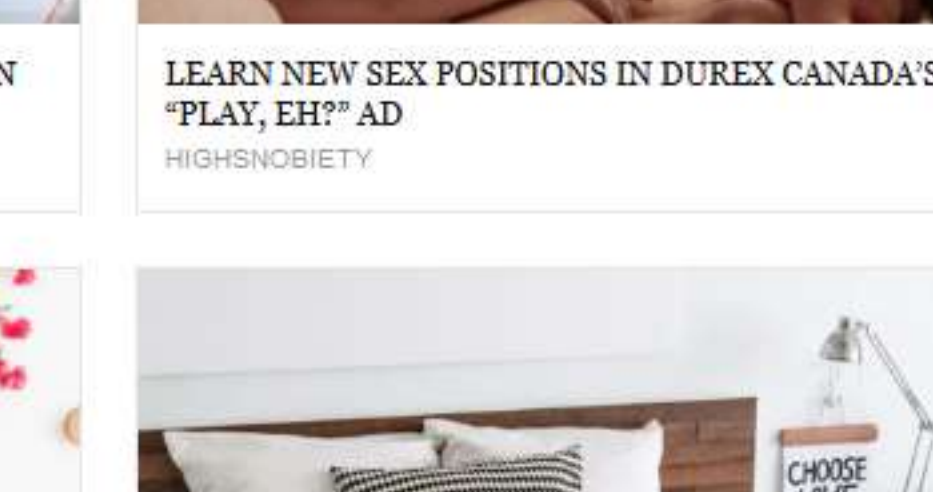 N
LEARN NEW SEX POSITIONS IN DUREX CANADA'S
“PLAY, EH?” AD
HIGHSNOBIETY
CHOOSE